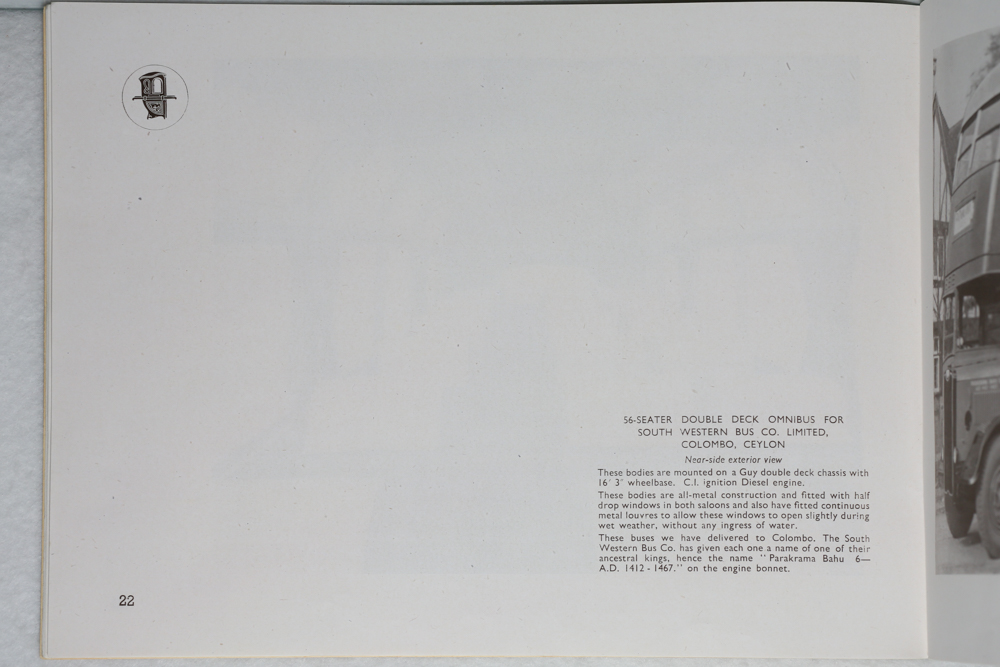 56-SEATER DOUBLE DECK OMNIBUS FOR
SOUTH WESTERN BUS CO. LIMITED,
COLOMBO, CEYLON
Near-side exterior view
These bodies are mounted on a Guy double deck chassis with
16' 3" wheelbase. C.I. ignition Diesel engine.
These bodies are all-metal construction and fitted with half
drop windows in both saloons and also have fitted continuous
metal louvres to allow these windows to open slightly during
wet weather, without any ingress of water.
These buses we have delivered to Colombo. The South
Western Bus Co. has given each one a name of one of their
ancestral kings, hence the name "Parakrama Bahu 6—
A.D. 1412 - 1467." on the engine bonnet.
22